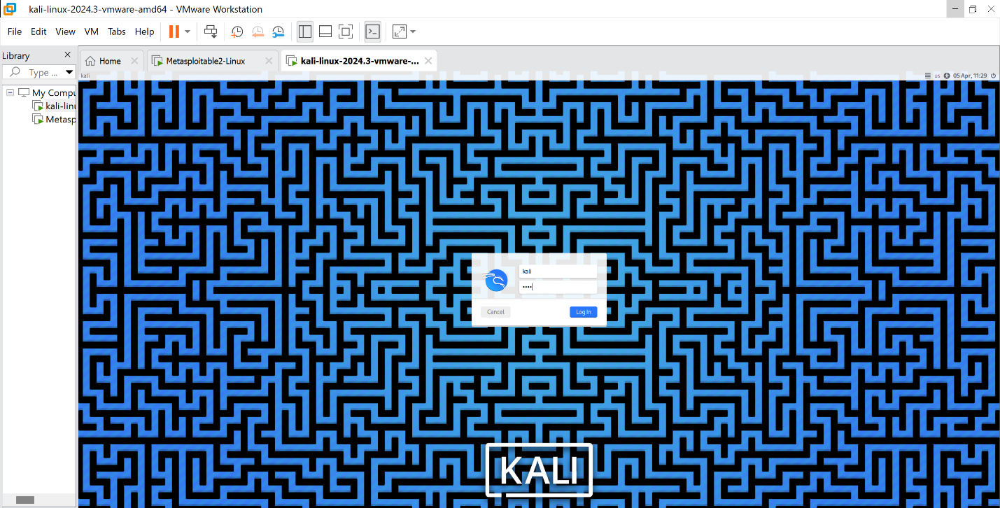 kali-linux-2024.3-vmware-amd64 - VMware Workstation
File Edit View VM Tabs Help
Library
Type ...
Home
Metasploitable2-Linux
kali-linux-2024.3-vmware-...
kali
us
05 Apr, 11:29
My Compu
kali-linu
Metasp
kali
••••
Cancel
Log In
KALI